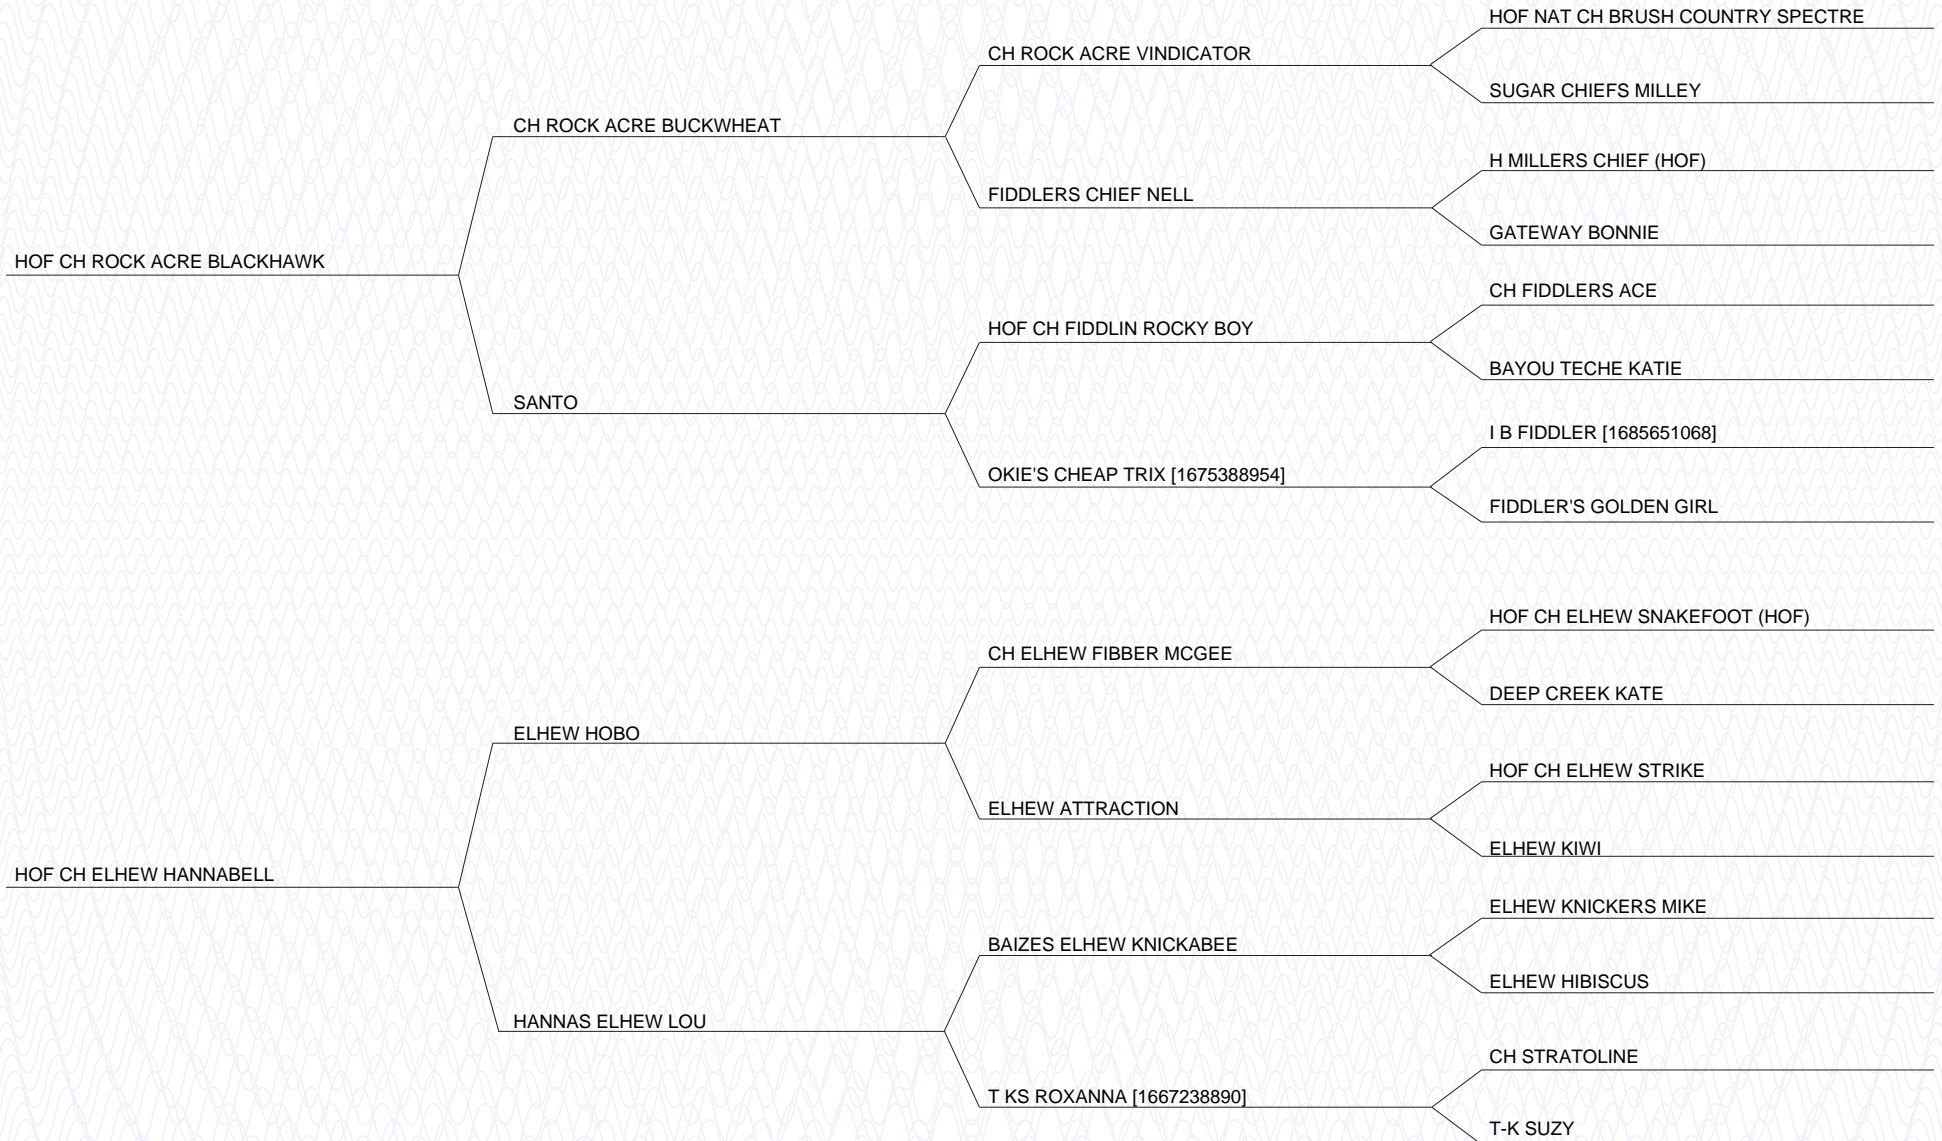 HOF NAT CH BRUSH COUNTRY SPECTRE
CH ROCK ACRE VINDICATOR
SUGAR CHIEFS MILLEY
CH ROCK ACRE BUCKWHEAT
H MILLERS CHIEF (HOF)
FIDDLERS CHIEF NELL
GATEWAY BONNIE
HOF CH ROCK ACRE BLACKHAWK
CH FIDDLERS ACE
HOF CH FIDDLIN ROCKY BOY
BAYOU TECHE KATIE
SANTO
I B FIDDLER [1685651068]
OKIE'S CHEAP TRIX [1675388954]
FIDDLER'S GOLDEN GIRL
HOF CH ELHEW SNAKEFOOT (HOF)
CH ELHEW FIBBER MCGEE
DEEP CREEK KATE
ELHEW HOBO
HOF CH ELHEW STRIKE
ELHEW ATTRACTION
ELHEW KIWI
HOF CH ELHEW HANNABELL
ELHEW KNICKERS MIKE
BAIZES ELHEW KNICKABEE
ELHEW HIBISCUS
HANNAS ELHEW LOU
CH STRATOLINE
T KS ROXANNA [1667238890]
T-K SUZY